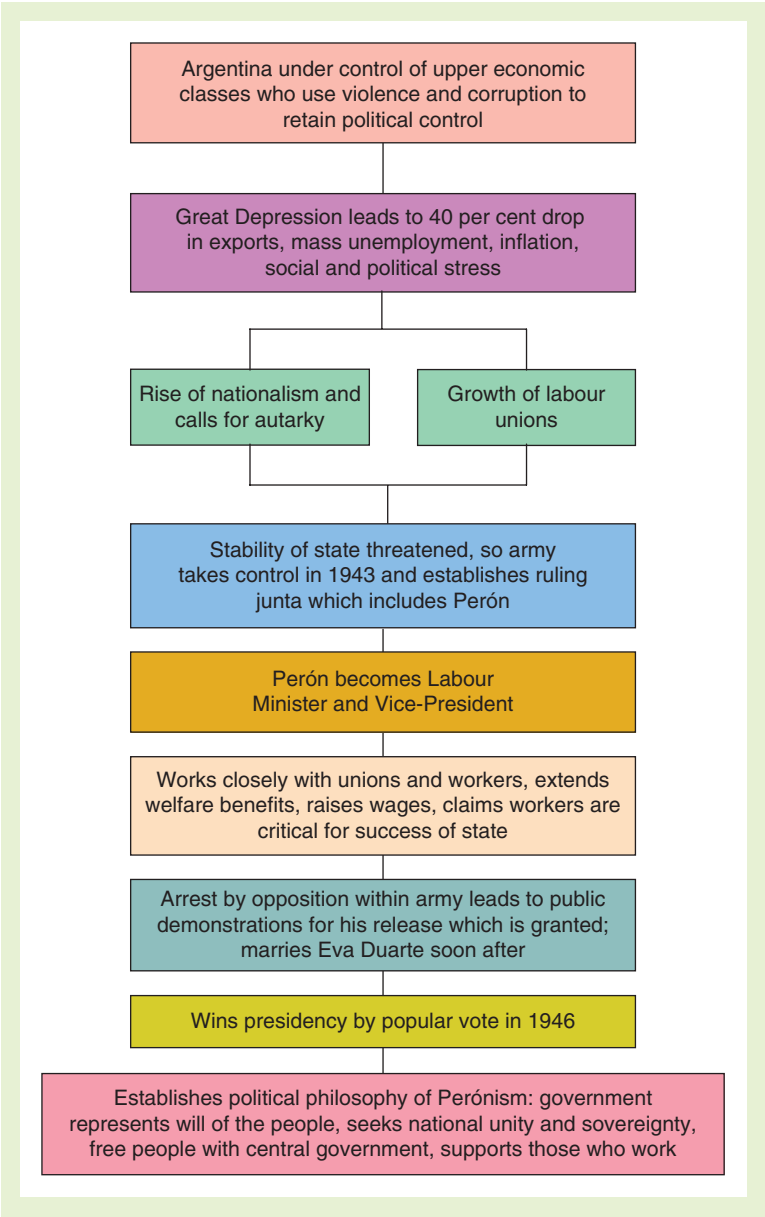 Argentina under control of upper economic
classes who use violence and corruption to
retain political control
Great Depression leads to 40 per cent drop
in exports, mass unemployment, inflation,
social and political stress
Rise of nationalism and
calls for autarky
Growth of labour
unions
Stability of state threatened, so army
takes control in 1943 and establishes ruling
junta which includes Perón
Perón becomes Labour
Minister and Vice-President
Works closely with unions and workers, extends
welfare benefits, raises wages, claims workers are
critical for success of state
Arrest by opposition within army leads to public
demonstrations for his release which is granted;
marries Eva Duarte soon after
Wins presidency by popular vote in 1946
Establishes political philosophy of Perónism: government
represents will of the people, seeks national unity and sovereignty,
free people with central government, supports those who work